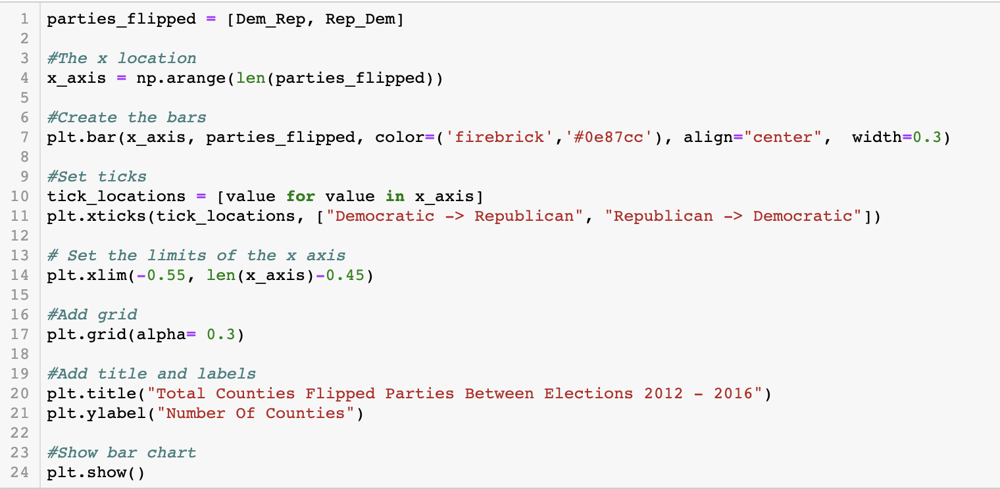 1 parties_flipped = [Dem_Rep, Rep_Dem]
2
3 #The x location
4 x_axis = np.arange(len(parties_flipped))
5
6 #Create the bars
7 plt.bar(x_axis, parties_flipped, color=('firebrick','#0e87cc'), align="center",  width=0.3)
8
9 #Set ticks
10 tick_locations = [value for value in x_axis]
11 plt.xticks(tick_locations, ["Democratic -> Republican", "Republican -> Democratic"])
12
13 # Set the limits of the x axis
14 plt.xlim(-0.55, len(x_axis)-0.45)
15
16 #Add grid
17 plt.grid(alpha= 0.3)
18
19 #Add title and labels
20 plt.title("Total Counties Flipped Parties Between Elections 2012 - 2016")
21 plt.ylabel("Number Of Counties")
22
23 #Show bar chart
24 plt.show()